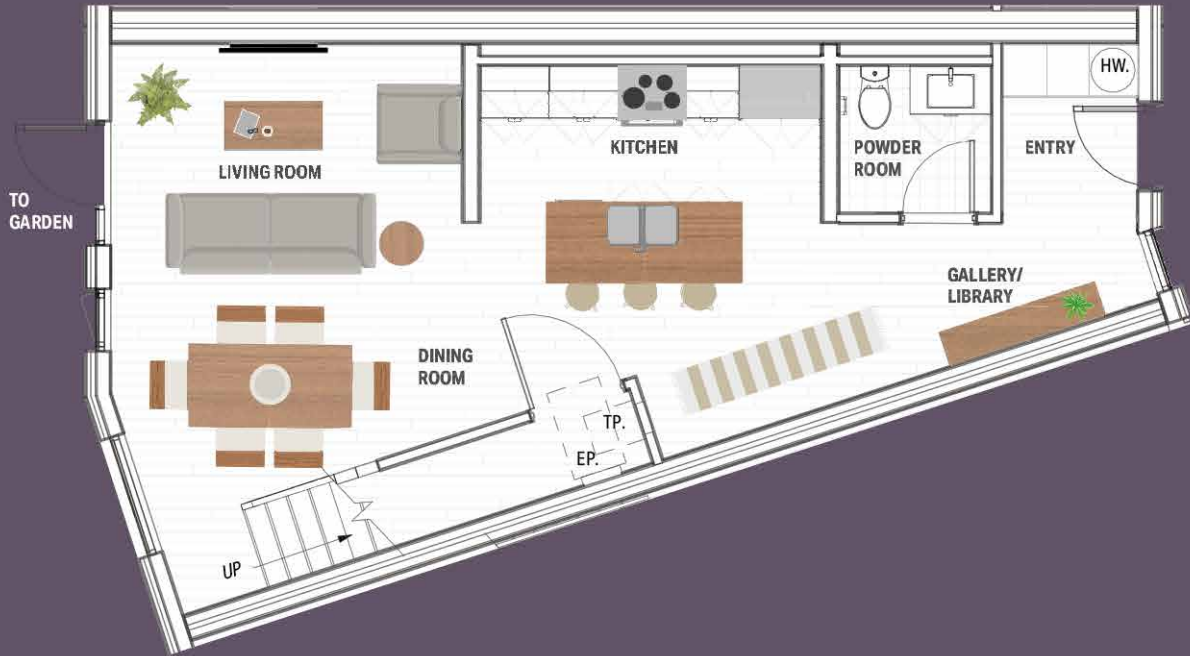 HW.
KITCHEN
POWDER
ROOM
ENTRY
LIVING ROOM
TO
GARDEN
GALLERY/
LIBRARY
DINING
ROOM
TP.
EP.
UP